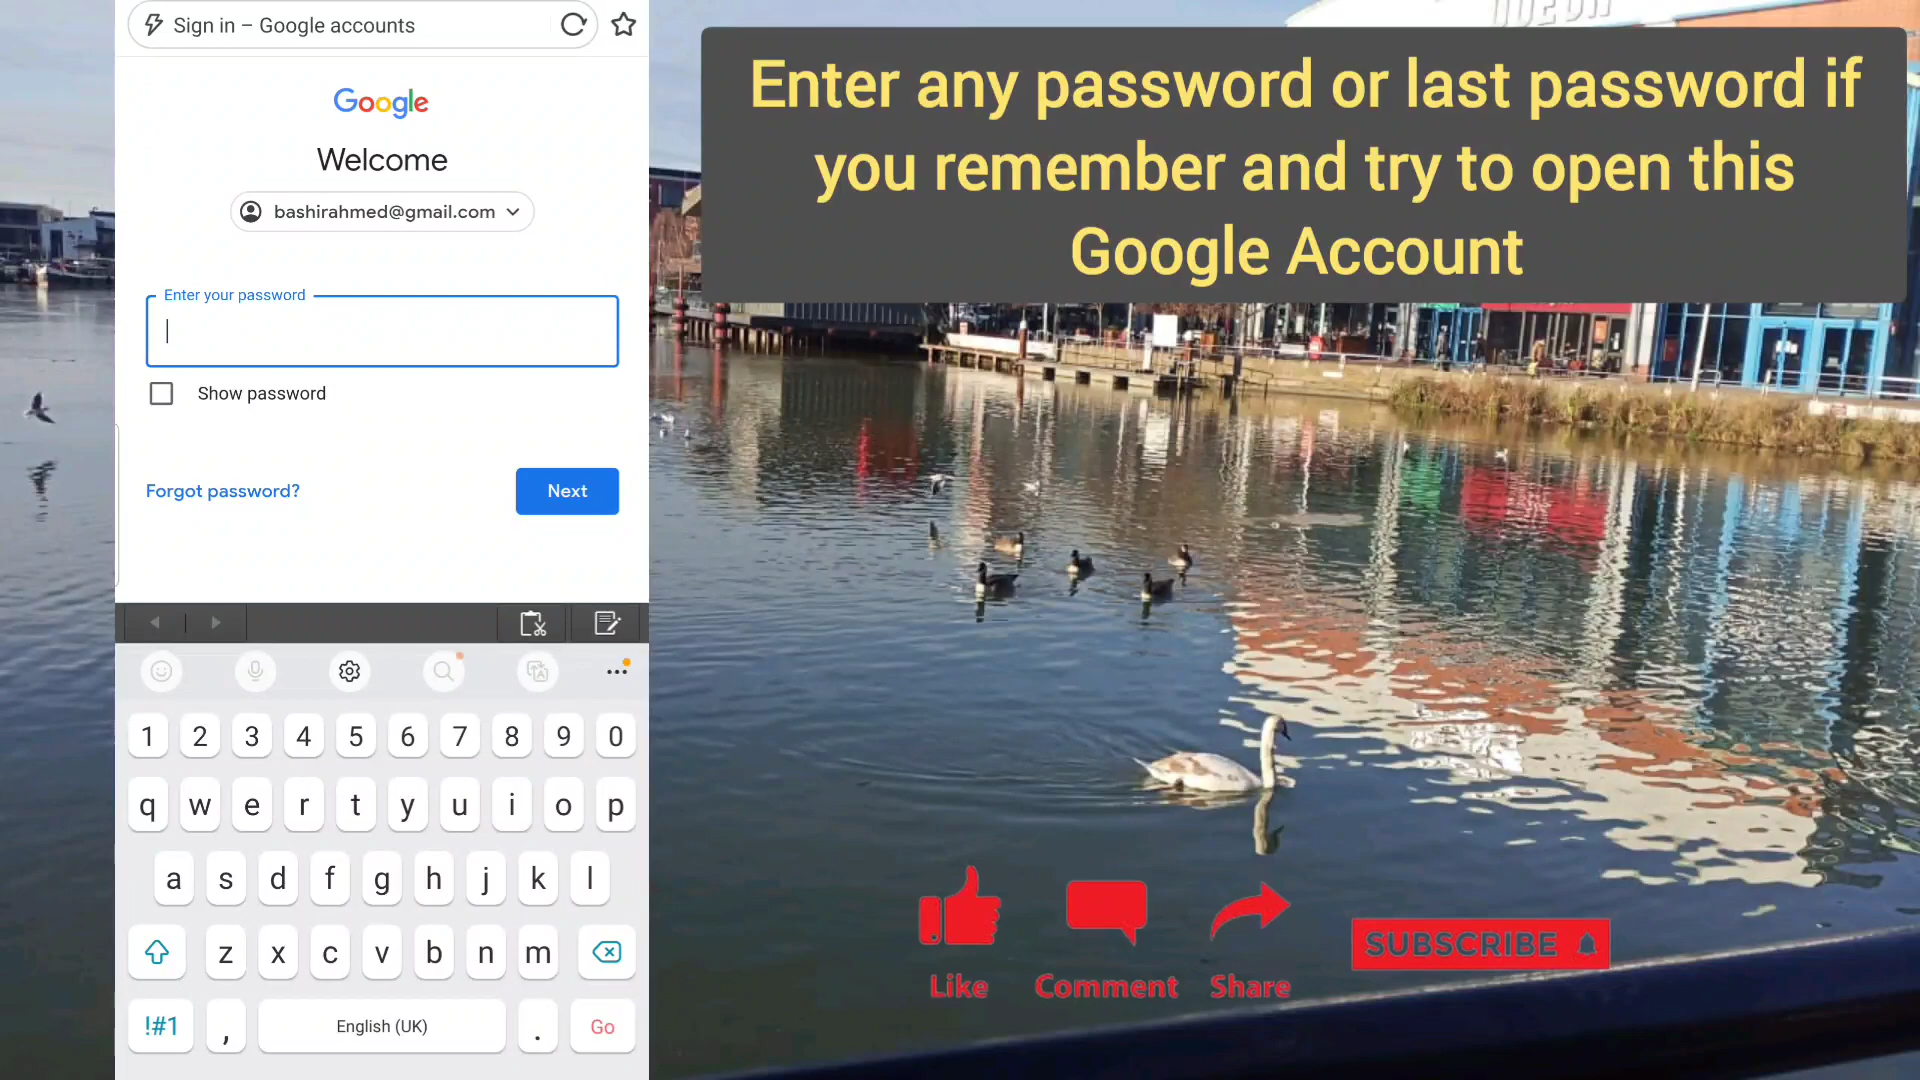 Sign in – Google accounts
Google
Welcome
bashirahmed@gmail.com
Enter your password
Show password
Forgot password?
Next
1 2 3 4 5 6 7 8 9 0
q w e r t y u i o p
a s d f g h j k l
z x c v b n m
!#1 , English (UK) . Go
Enter any password or last password if
you remember and try to open this
Google Account
Like Comment Share
SUBSCRIBE